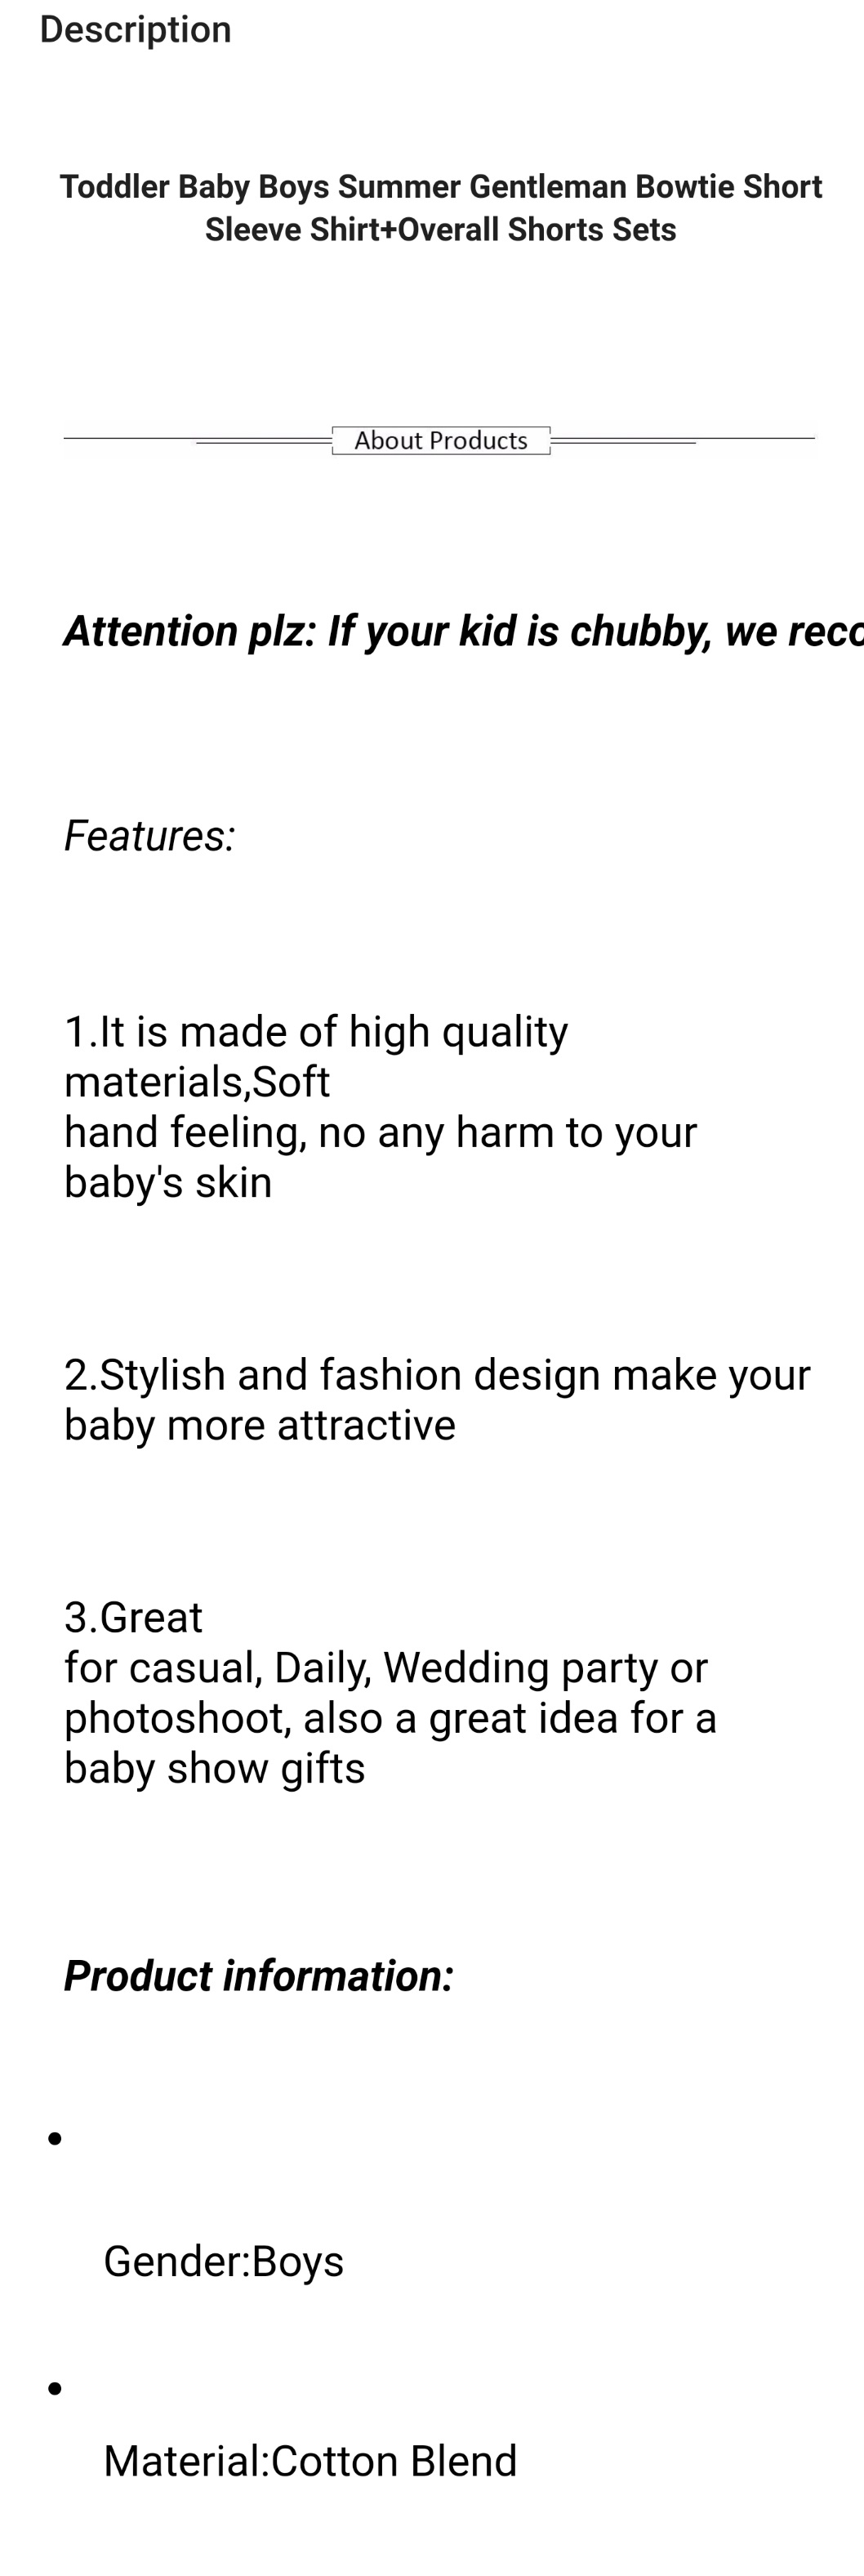 Description
Toddler Baby Boys Summer Gentleman Bowtie Short
Sleeve Shirt+Overall Shorts Sets
About Products
Attention plz: If your kid is chubby, we
Features:
1.It is made of high quality
materials,Soft
hand feeling, no any harm to your
baby's skin
2.Stylish and fashion design make your
baby more attractive
3.Great
for casual, Daily, Wedding party or
photoshoot, also a great idea for a
baby show gifts
Product information:
•
Gender:Boys
•
Material:Cotton Blend